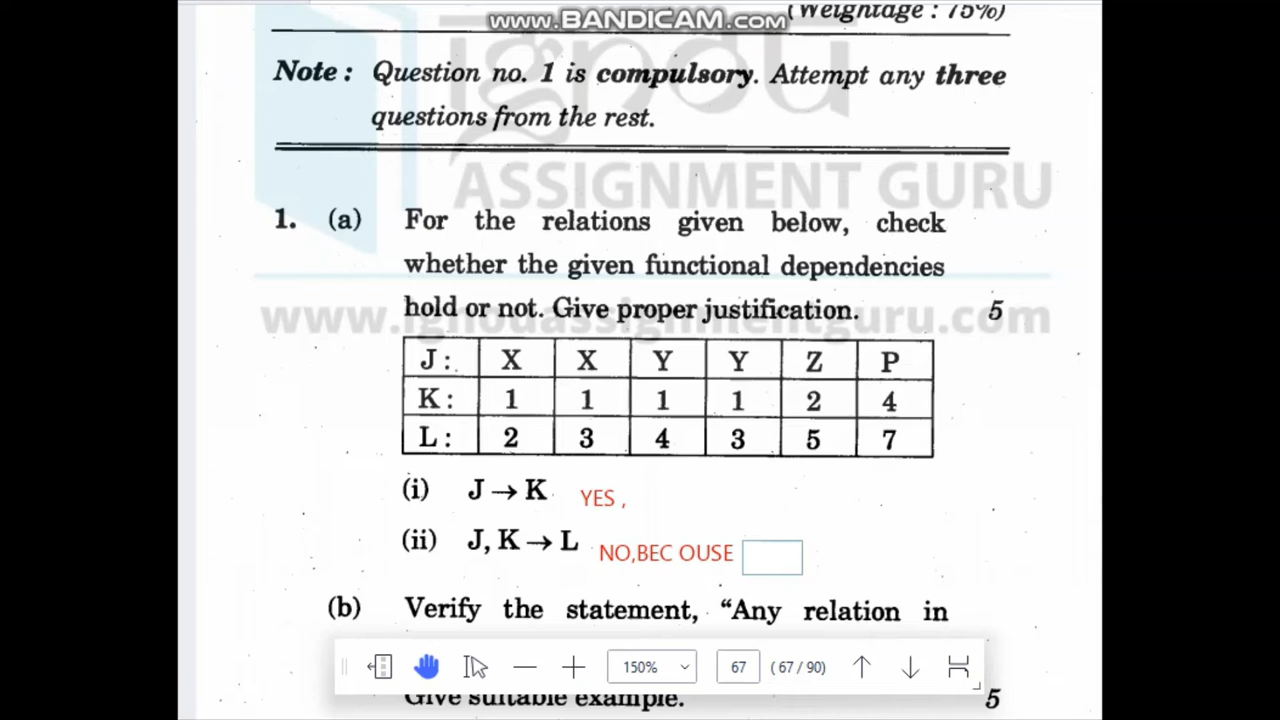 www.BANDICAM.com
(Weightage : 75%)
Note : Question no. 1 is compulsory. Attempt any three
questions from the rest.
ignou
ASSIGNMENT GURU
www.ignouassignmentguru.com
1. (a) For the relations given below, check
whether the given functional dependencies
hold or not. Give proper justification. 5
J : X X Y Y Z P
K : 1 1 1 1 2 4
L : 2 3 4 3 5 7
(i) J → K YES ,
(ii) J, K → L NO,BEC OUSE
(b) Verify the statement, “Any relation in
150% 67 (67 / 90)
Give suitable example. 5